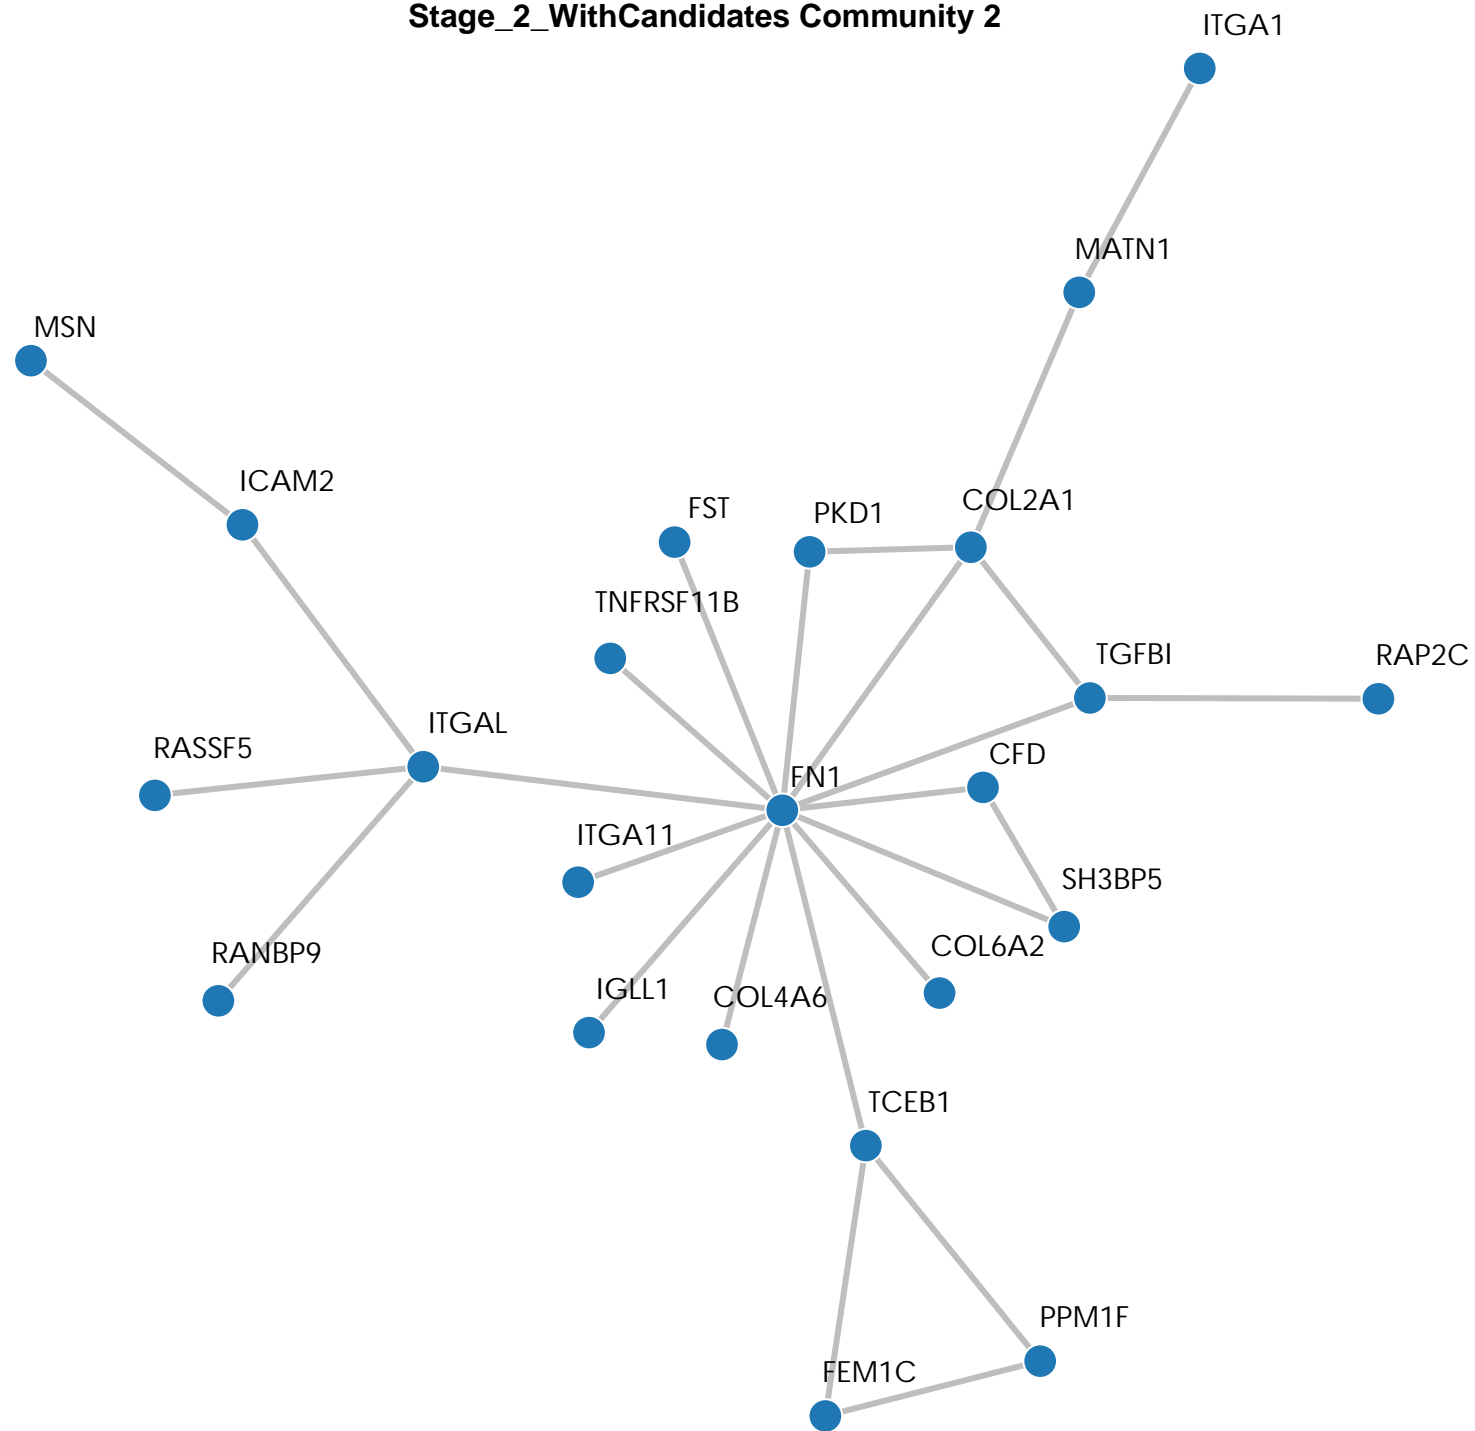 Stage_2_WithCandidates Community 2
ITGA1
MATN1
MSN
ICAM2
COL2A1
FST
PKD1
TNFRSF11B
TGFBI
RAP2C
ITGAL
RASSF5
CFD
FN1
ITGA11
SH3BP5
COL6A2
RANBP9
IGLL1
COL4A6
TCEB1
PPM1F
FEM1C